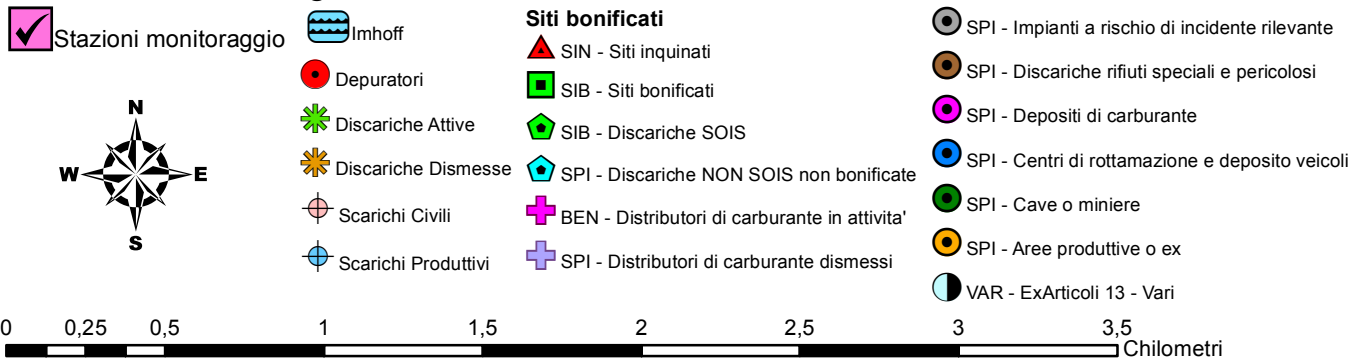 Stazioni monitoraggio
N
W E
S
Imhoff
Depuratori
Discariche Attive
Discariche Dismesse
Scarichi Civili
Scarichi Produttivi
Siti bonificati
SIN - Siti inquinati
SIB - Siti bonificati
SIB - Discariche SOIS
SPI - Discariche NON SOIS non bonificate
BEN - Distributori di carburante in attivita'
SPI - Distributori di carburante dismessi
SPI - Impianti a rischio di incidente rilevante
SPI - Discariche rifiuti speciali e pericolosi
SPI - Depositi di carburante
SPI - Centri di rottamazione e deposito veicoli
SPI - Cave o miniere
SPI - Aree produttive o ex
VAR - ExArticoli 13 - Vari
0 0,25 0,5 1 1,5 2 2,5 3 3,5
Chilometri